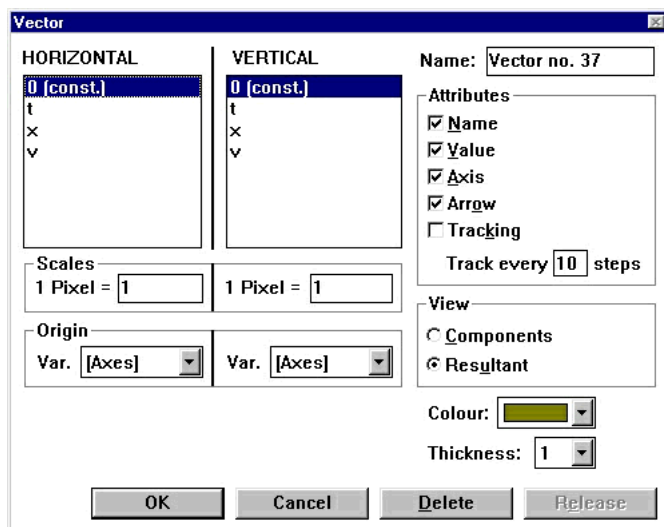 Vector
HORIZONTAL
0 (const.)
t
x
v
VERTICAL
0 (const.)
t
x
v
Name: Vector no. 37
Attributes
Name
Value
Axis
Arrow
Tracking
Track every 10 steps
Scales
1 Pixel = 1
1 Pixel = 1
Origin
Var. [Axes]
Var. [Axes]
View
Components
Resultant
Colour:
Thickness: 1
OK
Cancel
Delete
Release